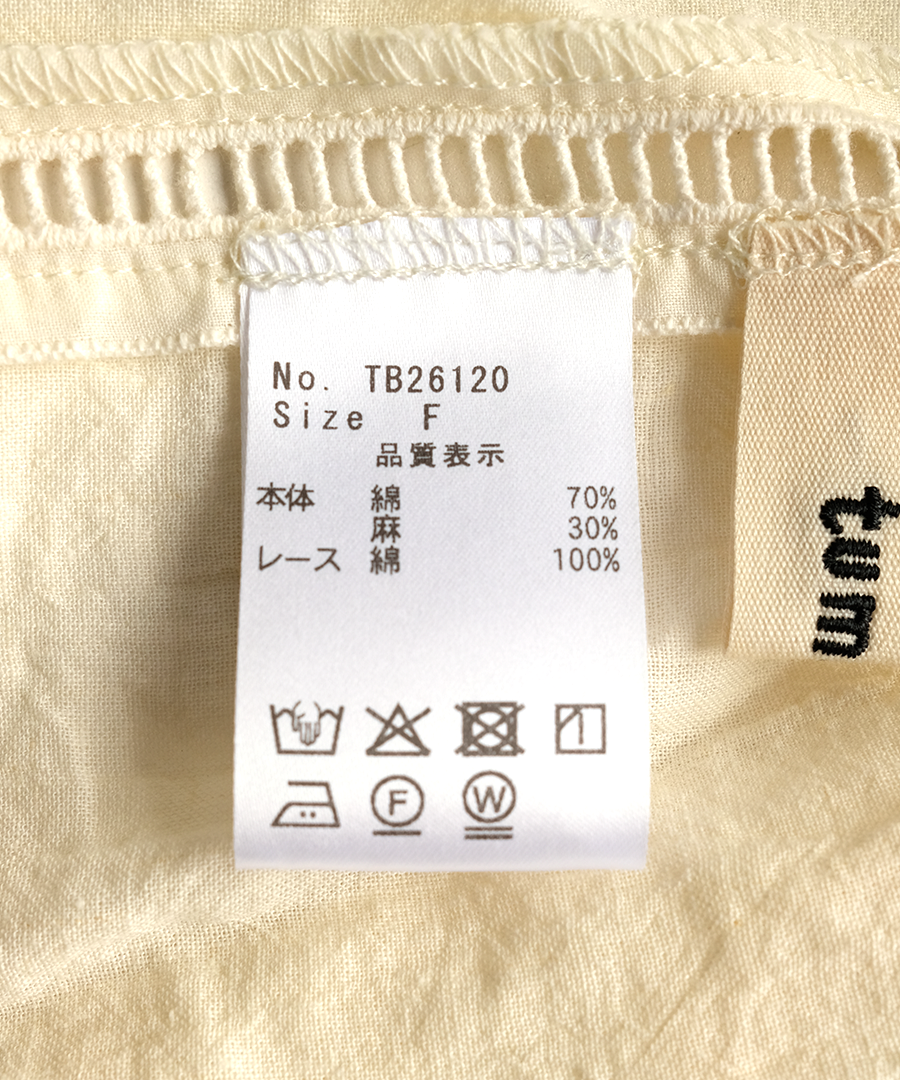 No. TB26120
Size F
品質表示
本体 綿 70%
麻 30%
レース 綿 100%
F W
tum